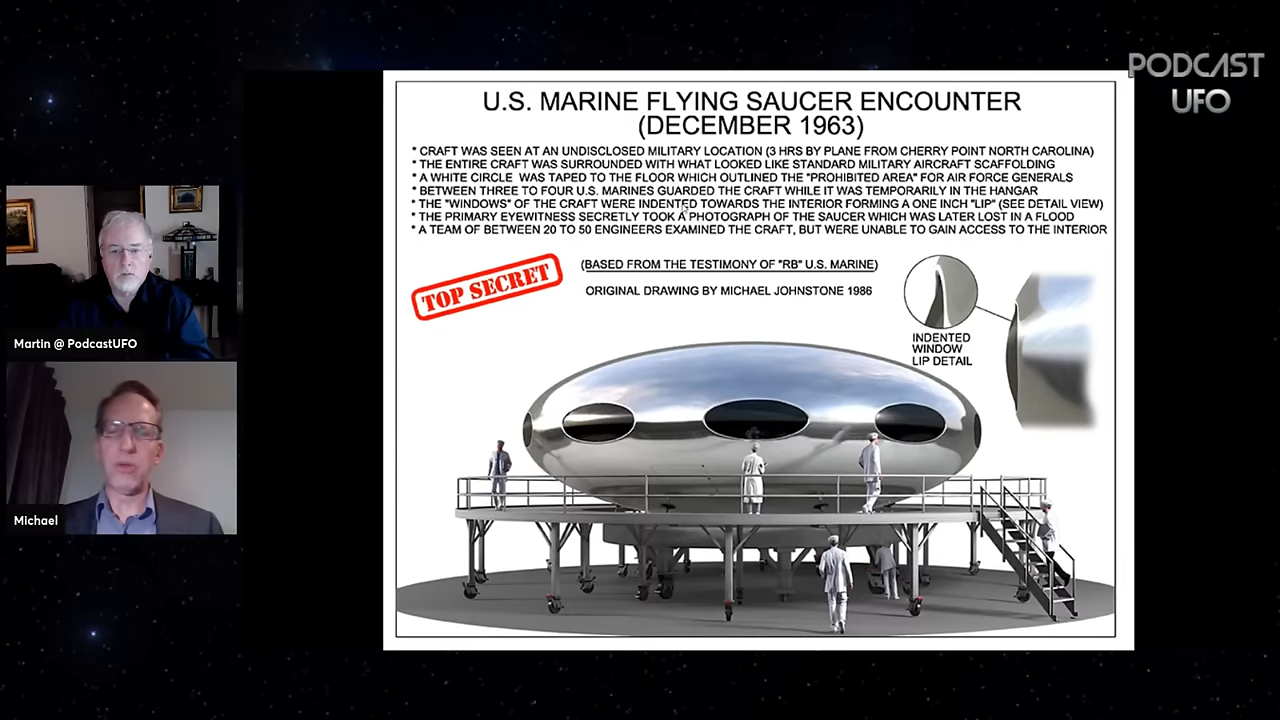 PODCAST
UFO
U.S. MARINE FLYING SAUCER ENCOUNTER
(DECEMBER 1963)
* CRAFT WAS SEEN AT AN UNDISCLOSED MILITARY LOCATION (3 HRS BY PLANE FROM CHERRY POINT NORTH CAROLINA)
* THE ENTIRE CRAFT WAS SURROUNDED WITH WHAT LOOKED LIKE STANDARD MILITARY AIRCRAFT SCAFFOLDING
* A WHITE CIRCLE WAS TAPED TO THE FLOOR WHICH OUTLINED THE "PROHIBITED AREA" FOR AIR FORCE GENERALS
* BETWEEN THREE TO FOUR U.S. MARINES GUARDED THE CRAFT WHILE IT WAS TEMPORARILY IN THE HANGAR
* THE "WINDOWS" OF THE CRAFT WERE INDENTED TOWARDS THE INTERIOR FORMING A ONE INCH "LIP" (SEE DETAIL VIEW)
* THE PRIMARY EYEWITNESS SECRETLY TOOK A PHOTOGRAPH OF THE SAUCER WHICH WAS LATER LOST IN A FLOOD
* A TEAM OF BETWEEN 20 TO 50 ENGINEERS EXAMINED THE CRAFT, BUT WERE UNABLE TO GAIN ACCESS TO THE INTERIOR
TOP SECRET
(BASED FROM THE TESTIMONY OF "RB" U.S. MARINE)
ORIGINAL DRAWING BY MICHAEL JOHNSTONE 1986
INDENTED
WINDOW
LIP DETAIL
Martin @ PodcastUFO
Michael